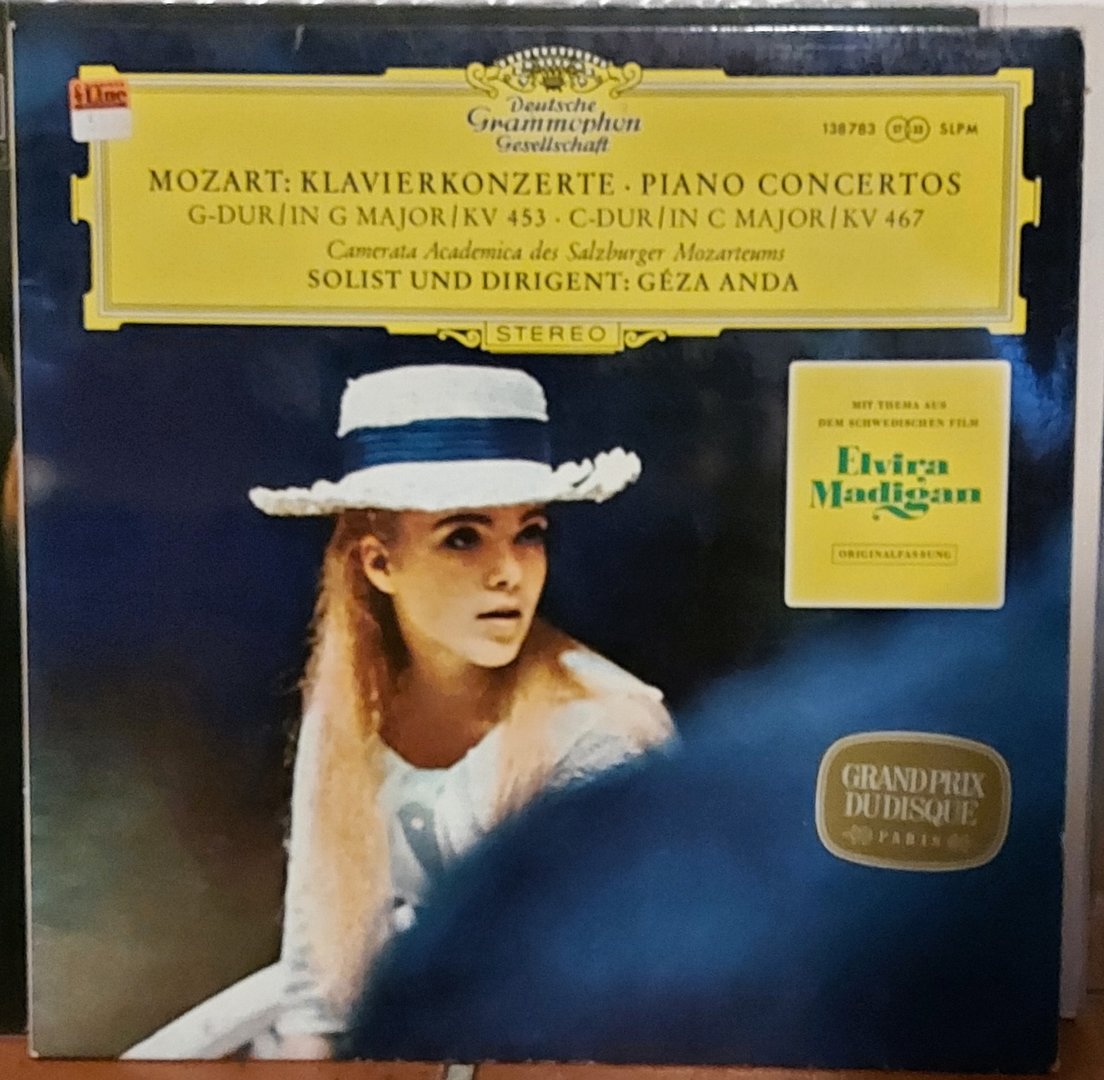 Deutsche
Grammophon
Gesellschaft
138 783 SLPM
MOZART: KLAVIERKONZERTE · PIANO CONCERTOS
G-DUR/IN G MAJOR/KV 453 · C-DUR/IN C MAJOR/KV 467
Camerata Academica des Salzburger Mozarteums
SOLIST UND DIRIGENT: GÉZA ANDA
STEREO
MIT THEMA AUS
DEM SCHWEDISCHEN FILM
Elvira
Madigan
ORIGINALFASSUNG
GRAND PRIX
DU DISQUE
PARIS